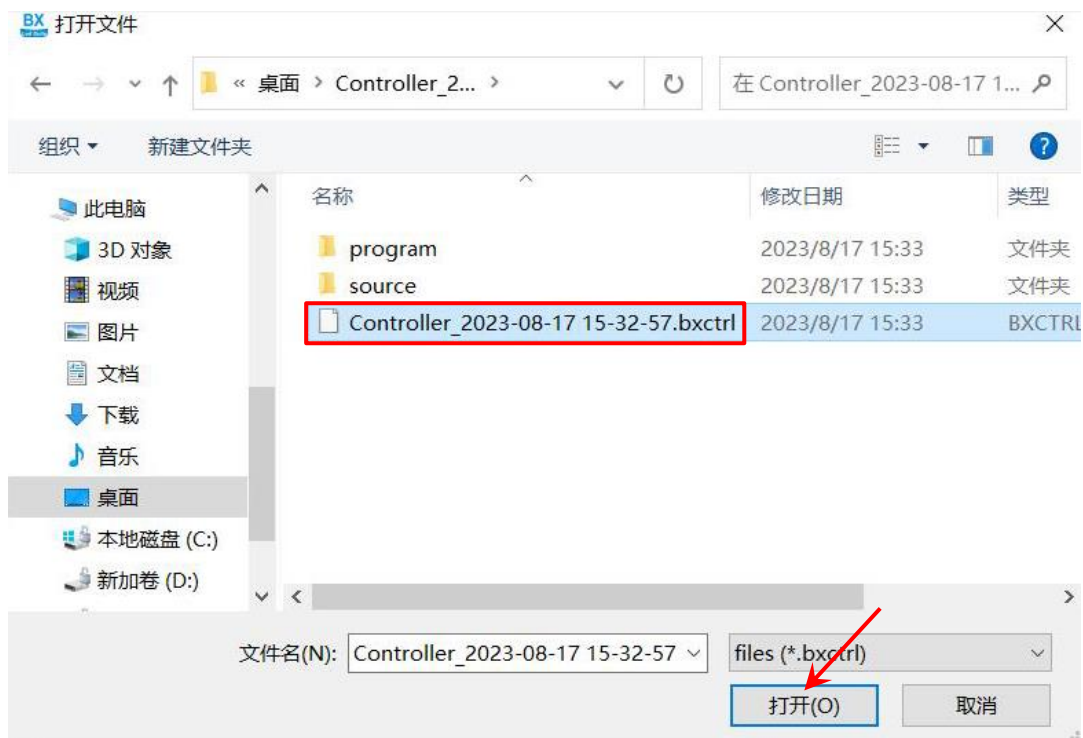 BX 打开文件
« 桌面 > Controller_2... >
在 Controller_2023-08-17 1...
组织 新建文件夹
名称 修改日期 类型
此电脑
3D 对象
视频
图片
文档
下载
音乐
桌面
本地磁盘 (C:)
新加卷 (D:)
program 2023/8/17 15:33 文件夹
source 2023/8/17 15:33 文件夹
Controller_2023-08-17 15-32-57.bxctrl 2023/8/17 15:33 BXCTRL
文件名(N): Controller_2023-08-17 15-32-57 files (*.bxctrl)
打开(O) 取消